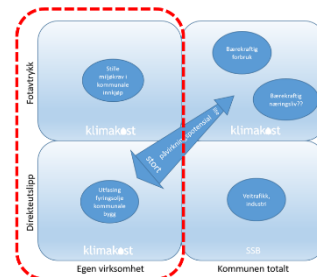 Fotavtrykk
Stille
miljøkrav i
kommunale
innkjøp
klimakost
Bærekraftig
forbruk
Bærekraftig
næringsliv??
klimakost
Stort påvirkningspotensial
Direkteutslipp
Utfasing
fyringsolje
kommunale
bygg
klimakost
Veitrafikk,
industri
SSB
Egen virksomhet
Kommunen totalt